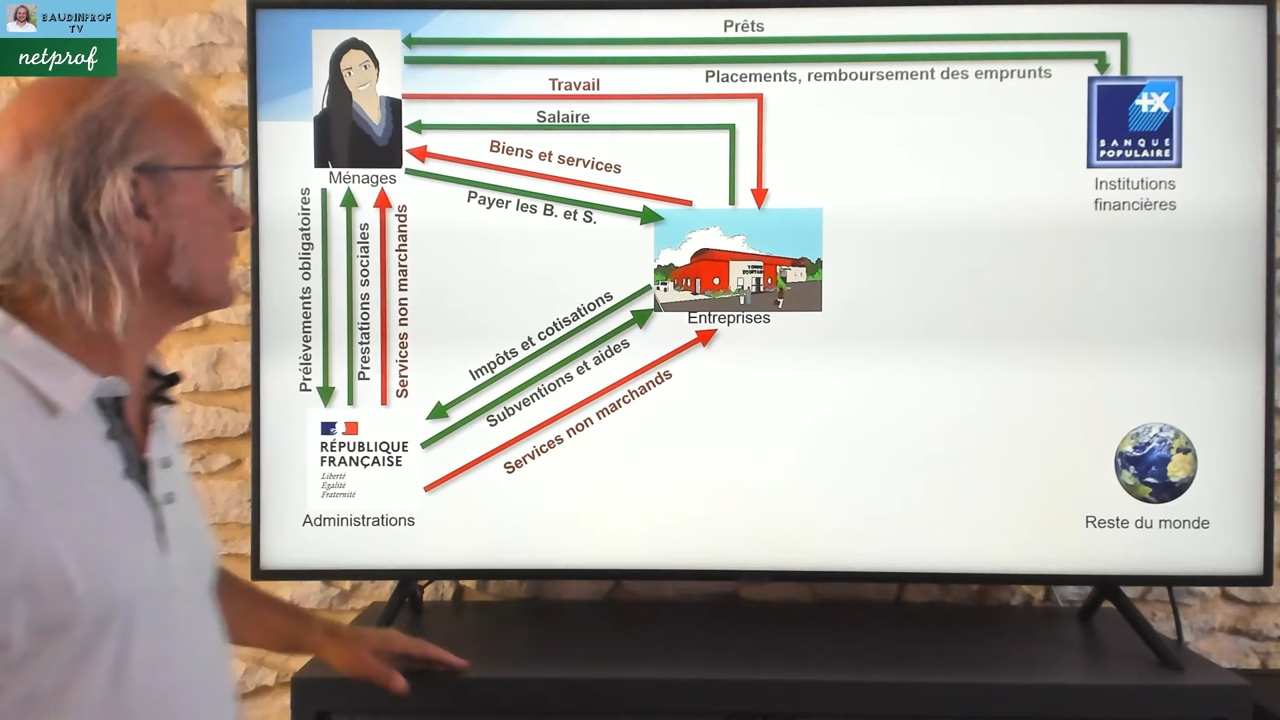 BAUDINPROF
TV
netprof
Prêts
Placements, remboursement des emprunts
Travail
Salaire
Biens et services
Payer les B. et S.
Ménages
+X
BANQUE
POPULAIRE
Institutions
financières
Prélèvements obligatoires
Prestations sociales
Services non marchands
Entreprises
Impôts et cotisations
Subventions et aides
Services non marchands
RÉPUBLIQUE
FRANÇAISE
Liberté
Égalité
Fraternité
Administrations
Reste du monde